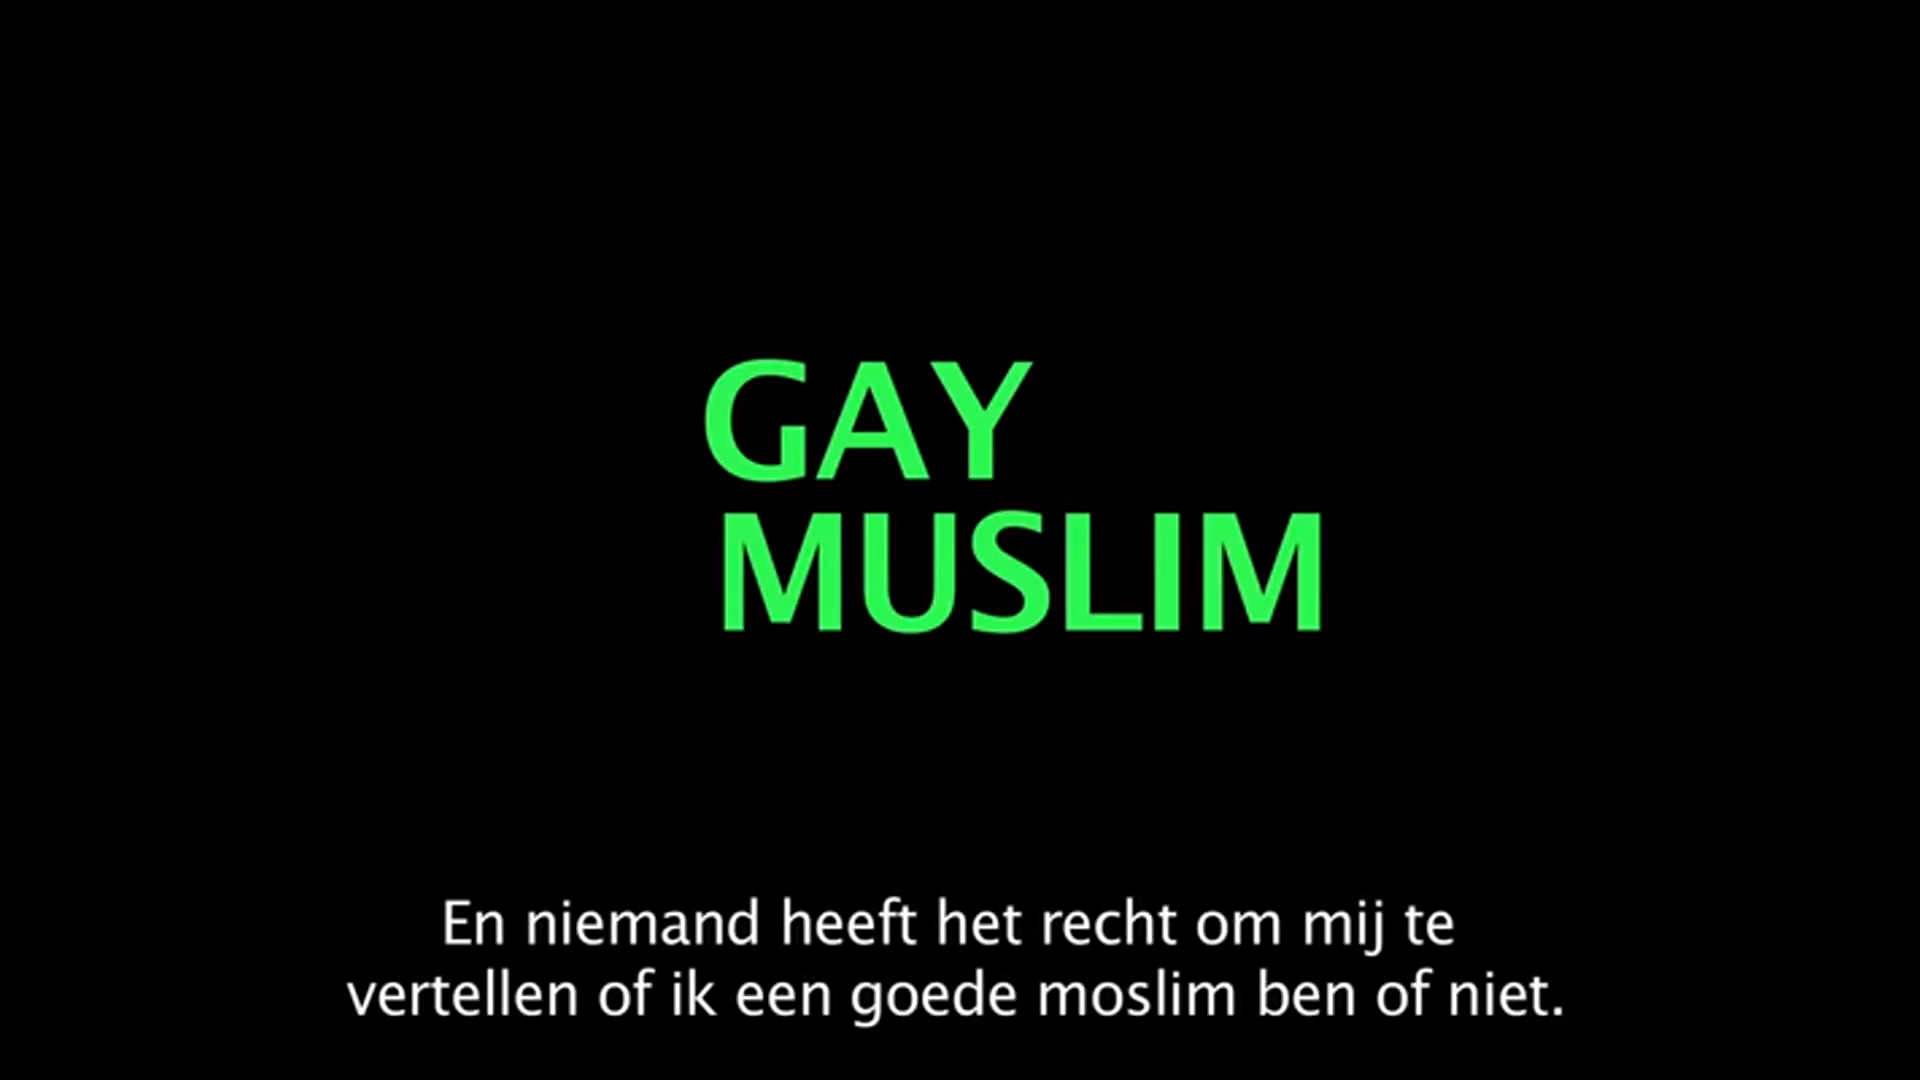 GAY
MUSLIM
En niemand heeft het recht om mij te
vertellen of ik een goede moslim ben of niet.